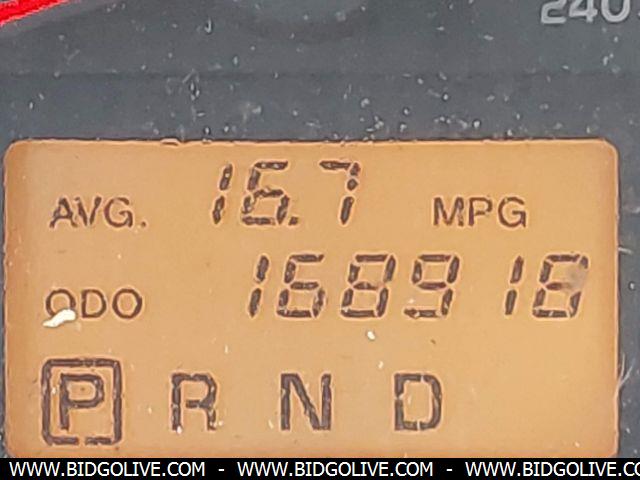 240
AVG. 16.7 MPG
ODO 168918
P R N D
WWW.BIDGOLIVE.COM - WWW.BIDGOLIVE.COM - WWW.BIDGOLIVE.COM